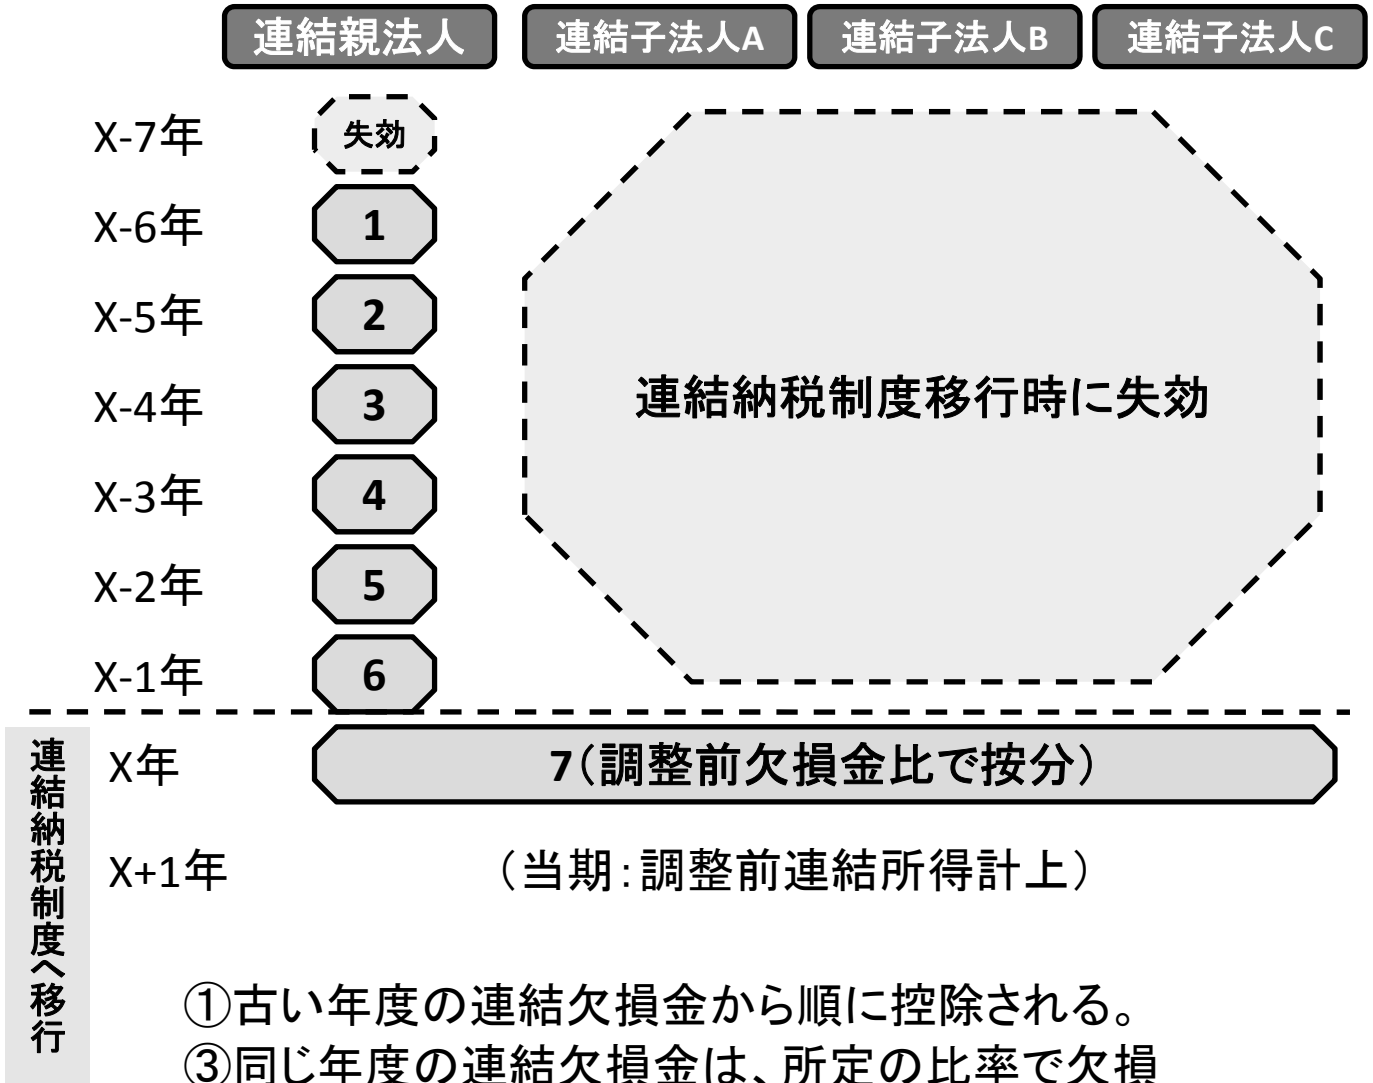 連結親法人 連結子法人A 連結子法人B 連結子法人C
X-7年 失効
X-6年 1
X-5年 2
X-4年 3
連結納税制度移行時に失効
X-3年 4
X-2年 5
X-1年 6
連結納税制度へ移行
X年 7（調整前欠損金比で按分）
X+1年 （当期：調整前連結所得計上）
①古い年度の連結欠損金から順に控除される。
③同じ年度の連結欠損金は、所定の比率で欠損